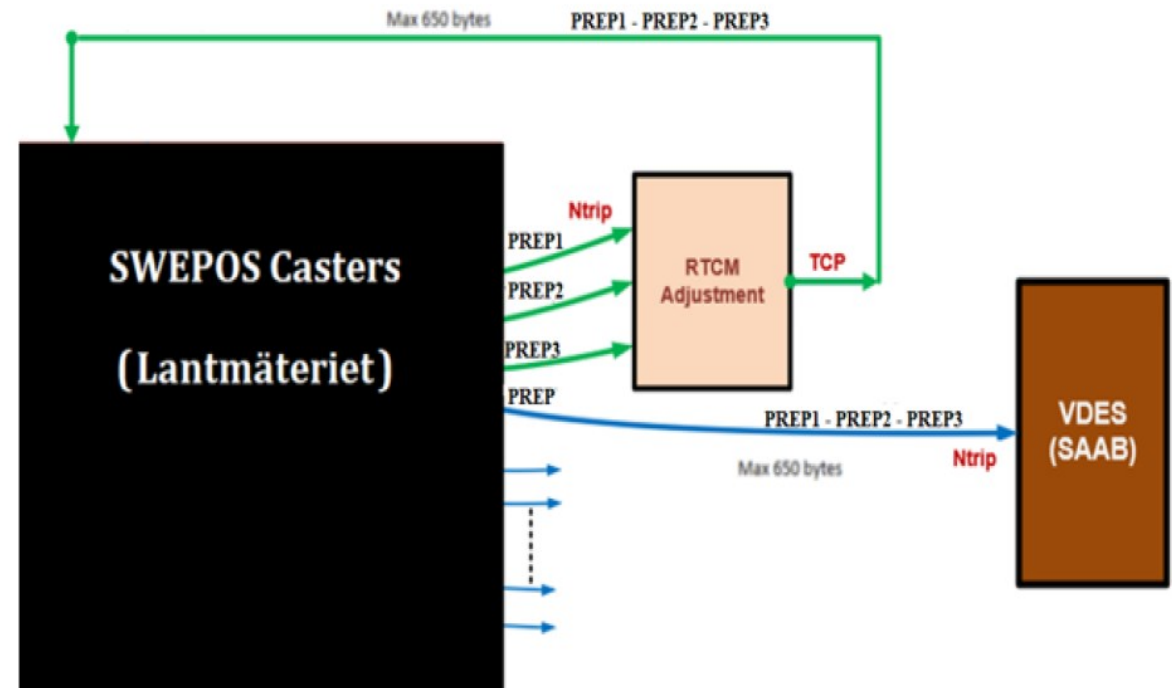 Max 650 bytes
PREP1 - PREP2 - PREP3
SWEPOS Casters
(Lantmäteriet)
Ntrip
PREP1
PREP2
PREP3
PREP
RTCM
Adjustment
TCP
PREP1 - PREP2 - PREP3
Max 650 bytes
Ntrip
VDES
(SAAB)